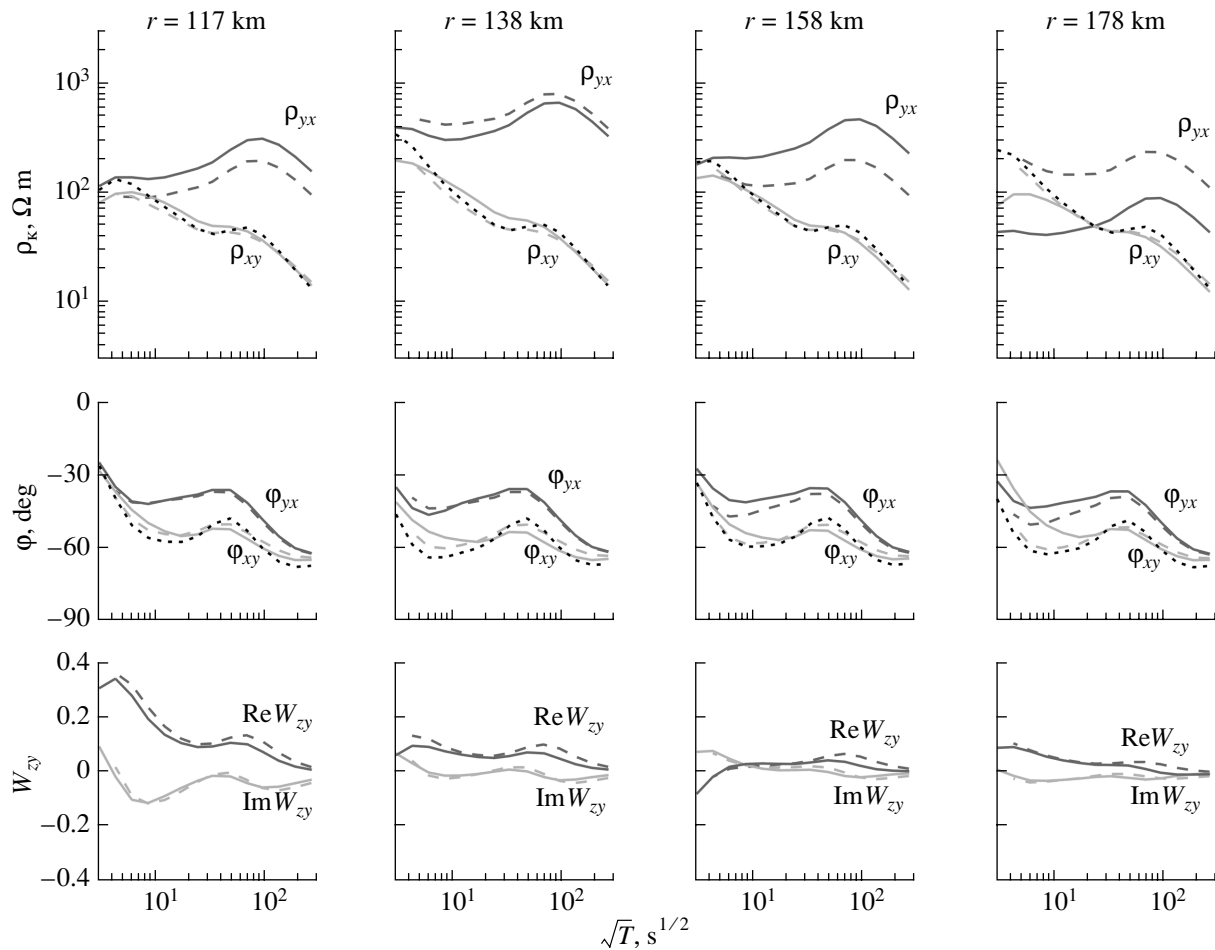 r = 117 km r = 138 km r = 158 km r = 178 km
ρκ, Ω m
10³
10²
10¹
ρyx
ρxy
ρyx
ρxy
ρyx
ρxy
ρyx
ρxy
φ, deg
0
−30
−60
−90
φyx
φxy
φyx
φxy
φyx
φxy
φyx
φxy
Wzy
0.4
0.2
0
−0.2
−0.4
ReWzy
ImWzy
ReWzy
ImWzy
ReWzy
ImWzy
ReWzy
ImWzy
10¹ 10² 10¹ 10² 10¹ 10² 10¹ 10²
√T, s1/2